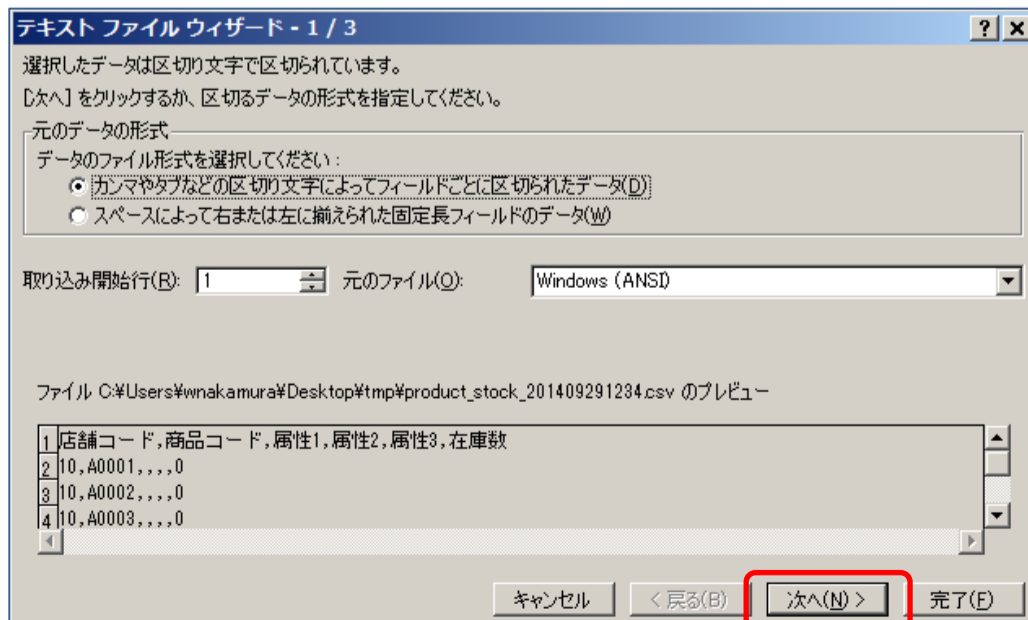 テキスト ファイル ウィザード - 1 / 3
選択したデータは区切り文字で区切られています。
[次へ] をクリックするか、区切るデータの形式を指定してください。
元のデータの形式
データのファイル形式を選択してください：
カンマやタブなどの区切り文字によってフィールドごとに区切られたデータ(D)
スペースによって右または左に揃えられた固定長フィールドのデータ(W)
取り込み開始行(R): 1 元のファイル(O): Windows (ANSI)
ファイル C:¥Users¥wnakamura¥Desktop¥tmp¥product_stock_201409291234.csv のプレビュー
1 店舗コード,商品コード,属性1,属性2,属性3,在庫数
2 10,A0001,,,,0
3 10,A0002,,,,0
4 10,A0003,,,,0
キャンセル < 戻る(B) 次へ(N) > 完了(F)